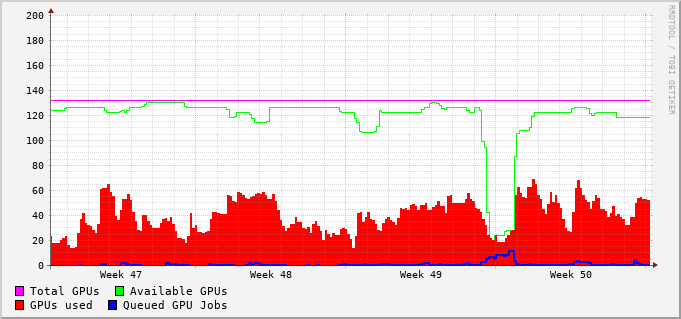 200
180
160
140
120
100
80
60
40
20
0
Week 47 Week 48 Week 49 Week 50
Total GPUs Available GPUs
GPUs used Queued GPU Jobs
RRDTOOL / TOBI OETIKER